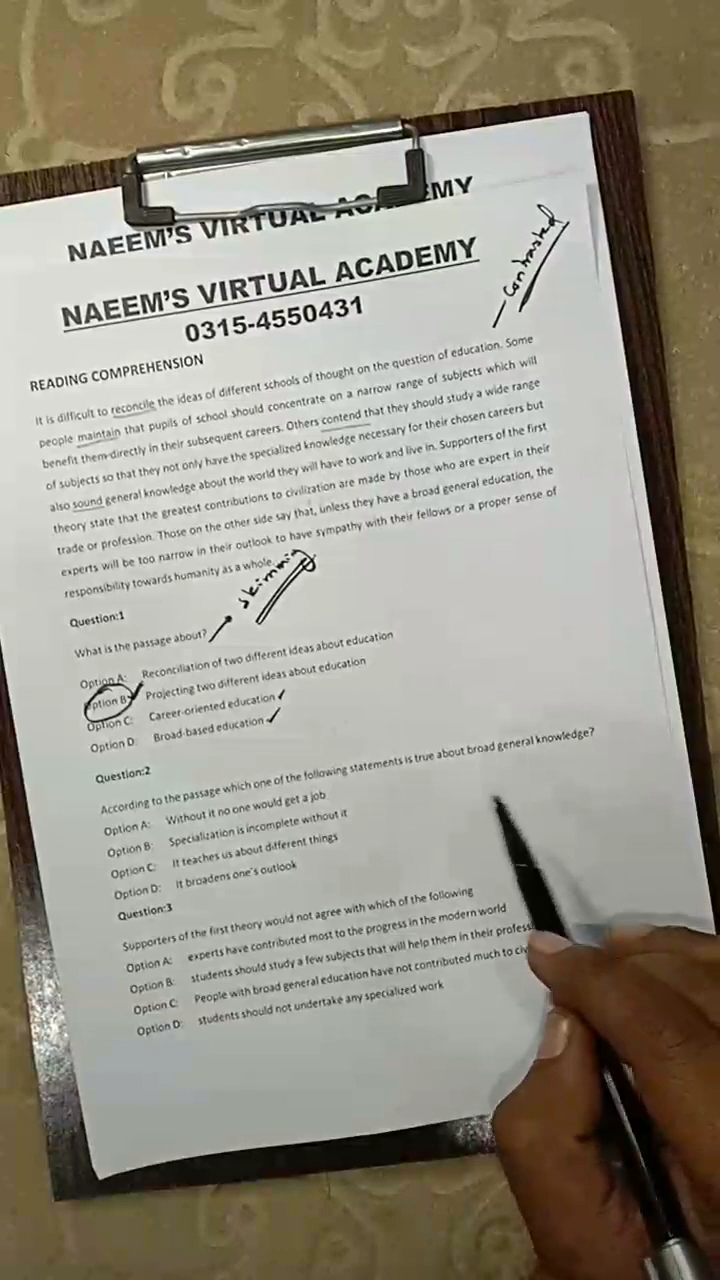 NAEEM'S VIRTUAL ACADEMY
NAEEM'S VIRTUAL ACADEMY
0315-4550431
contrasted
READING COMPREHENSION
It is difficult to reconcile the ideas of different schools of thought on the question of education. Some
people maintain that pupils of school should concentrate on a narrow range of subjects which will
benefit them directly in their subsequent careers. Others contend that they should study a wide range
of subjects so that they not only have the specialized knowledge necessary for their chosen careers but
also sound general knowledge about the world they will have to work and live in. Supporters of the first
theory state that the greatest contributions to civilization are made by those who are expert in their
trade or profession. Those on the other side say that, unless they have a broad general education, the
experts will be too narrow in their outlook to have sympathy with their fellows or a proper sense of
responsibility towards humanity as a whole.
Question:1
skimming
What is the passage about?
Option A: Reconciliation of two different ideas about education
Option B: Projecting two different ideas about education
Option C: Career-oriented education
Option D: Broad-based education
Question:2
According to the passage which one of the following statements is true about broad general knowledge?
Option A: Without it no one would get a job
Option B: Specialization is incomplete without it
Option C: It teaches us about different things
Option D: It broadens one's outlook
Question:3
Supporters of the first theory would not agree with which of the following
Option A: experts have contributed most to the progress in the modern world
Option B: students should study a few subjects that will help them in their
Option C: People with broad general education have not contributed much to
Option D: students should not undertake any specialized work